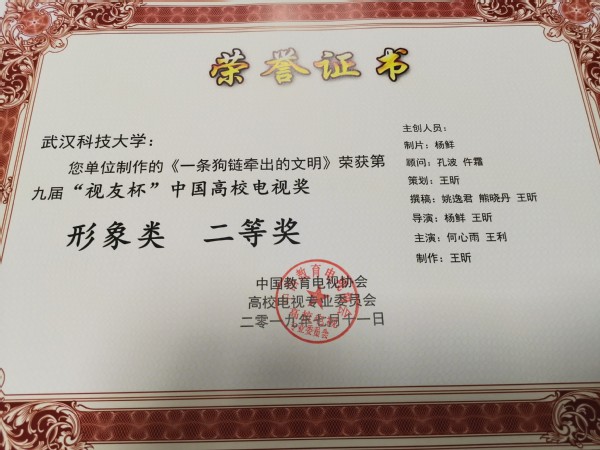 荣誉证书
武汉科技大学：
您单位制作的《一条狗链牵出的文明》荣获第
九届“视友杯”中国高校电视奖
形象类 二等奖
中国教育电视协会
高校电视专业委员会
二零一九年七月十一日
主创人员：
制片：杨鲜
顾问：孔波 仵霜
策划：王昕
撰稿：姚逸君 熊晓丹 王昕
导演：杨鲜 王昕
主演：何心雨 王利
制作：王昕